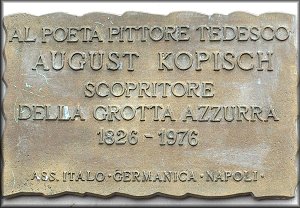 AL POETA PITTORE TEDESCO
AUGUST KOPISCH
SCOPRITORE
DELLA GROTTA AZZURRA
1826 - 1976
ASS. ITALO - GERMANICA - NAPOLI -